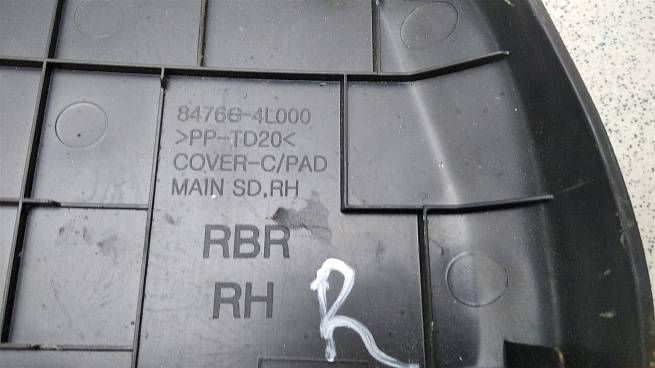 84766-4L000
>PP-TD20<
COVER-C/PAD
MAIN SD,RH
RBR
RH
R